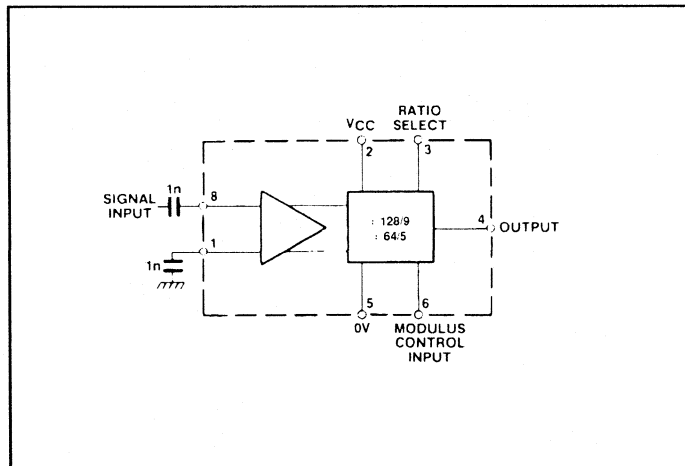 VCC
RATIO
SELECT
2
3
SIGNAL
INPUT
1n
8
: 128/9
: 64/5
4
OUTPUT
1
1n
5
6
0V
MODULUS
CONTROL
INPUT